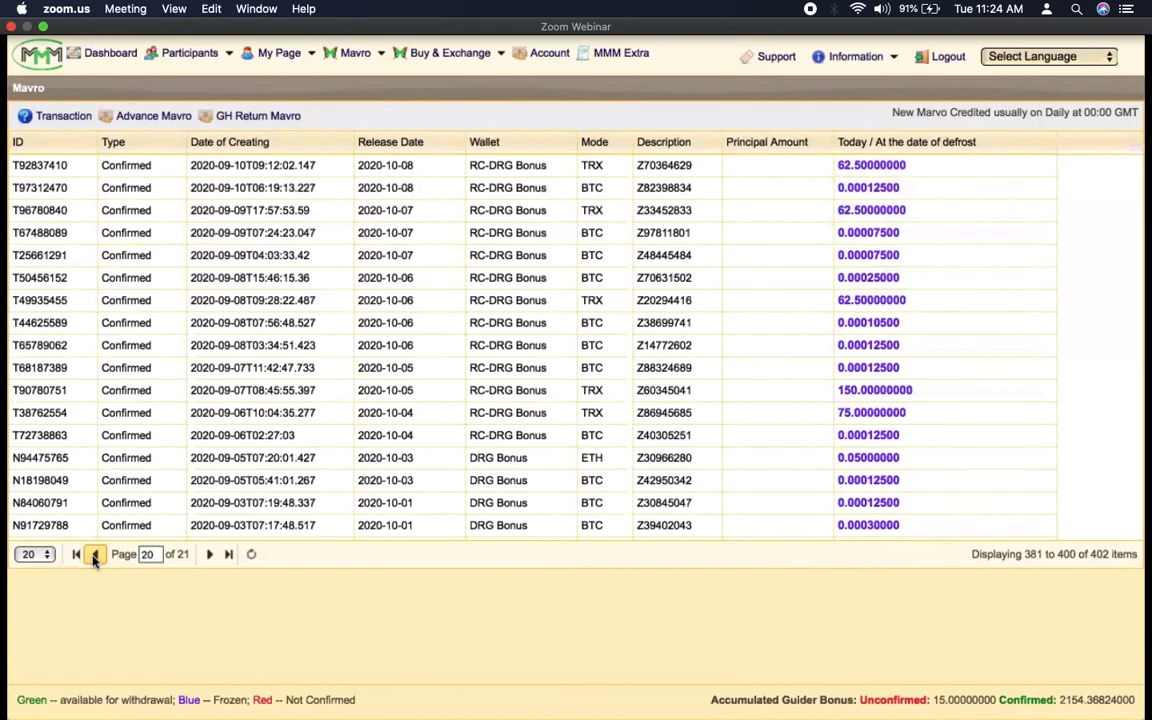 zoom.us Meeting View Edit Window Help 91% Tue 11:24 AM
Zoom Webinar
MMM Dashboard Participants My Page Mavro Buy & Exchange Account MMM Extra Support Information Logout Select Language
Mavro
Transaction Advance Mavro GH Return Mavro New Marvo Credited usually on Daily at 00:00 GMT
ID Type Date of Creating Release Date Wallet Mode Description Principal Amount Today / At the date of defrost
T92837410 Confirmed 2020-09-10T09:12:02.147 2020-10-08 RC-DRG Bonus TRX Z70364629 62.50000000
T97312470 Confirmed 2020-09-10T06:19:13.227 2020-10-08 RC-DRG Bonus BTC Z82398834 0.00012500
T96780840 Confirmed 2020-09-09T17:57:53.59 2020-10-07 RC-DRG Bonus TRX Z33452833 62.50000000
T67488089 Confirmed 2020-09-09T07:24:23.047 2020-10-07 RC-DRG Bonus BTC Z97811801 0.00007500
T25661291 Confirmed 2020-09-09T04:03:33.42 2020-10-07 RC-DRG Bonus BTC Z48445484 0.00007500
T50456152 Confirmed 2020-09-08T15:46:15.36 2020-10-06 RC-DRG Bonus BTC Z70631502 0.00025000
T49935455 Confirmed 2020-09-08T09:28:22.487 2020-10-06 RC-DRG Bonus TRX Z20294416 62.50000000
T44625589 Confirmed 2020-09-08T07:56:48.527 2020-10-06 RC-DRG Bonus BTC Z38699741 0.00010500
T65789062 Confirmed 2020-09-08T03:34:51.423 2020-10-06 RC-DRG Bonus BTC Z14772602 0.00012500
T68187389 Confirmed 2020-09-07T11:42:47.733 2020-10-05 RC-DRG Bonus BTC Z88324689 0.00012500
T90780751 Confirmed 2020-09-07T08:45:55.397 2020-10-05 RC-DRG Bonus TRX Z60345041 150.00000000
T38762554 Confirmed 2020-09-06T10:04:35.277 2020-10-04 RC-DRG Bonus TRX Z86945685 75.00000000
T72738863 Confirmed 2020-09-06T02:27:03 2020-10-04 RC-DRG Bonus BTC Z40305251 0.00012500
N94475765 Confirmed 2020-09-05T07:20:01.427 2020-10-03 DRG Bonus ETH Z30966280 0.05000000
N18198049 Confirmed 2020-09-05T05:41:01.267 2020-10-03 DRG Bonus BTC Z42950342 0.00012500
N84060791 Confirmed 2020-09-03T07:19:48.337 2020-10-01 DRG Bonus BTC Z30845047 0.00012500
N91729788 Confirmed 2020-09-03T07:17:48.517 2020-10-01 DRG Bonus BTC Z39402043 0.00030000
20 Page 20 of 21 Displaying 381 to 400 of 402 items
Green -- available for withdrawal; Blue -- Frozen; Red -- Not Confirmed Accumulated Guider Bonus: Unconfirmed: 15.00000000 Confirmed: 2154.36824000